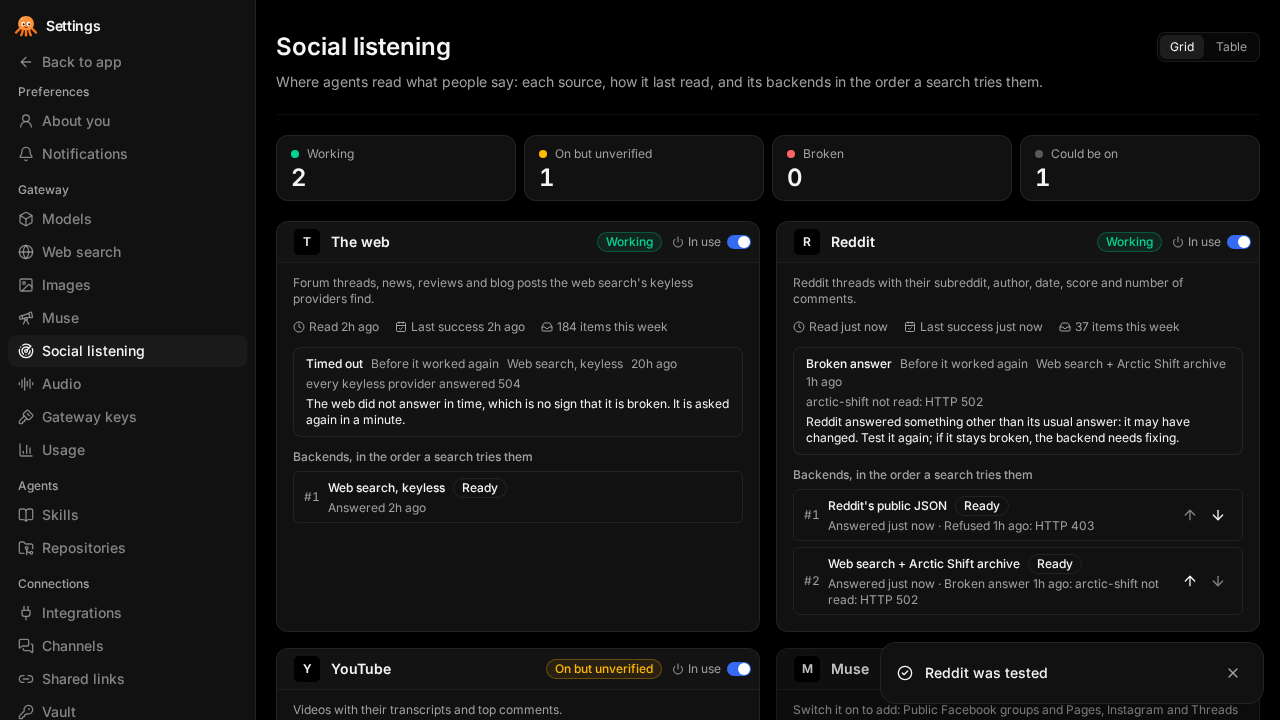 Settings
Back to app
Preferences
About you
Notifications
Gateway
Models
Web search
Images
Muse
Social listening
Audio
Gateway keys
Usage
Agents
Skills
Repositories
Connections
Integrations
Channels
Shared links
Vault
Social listening
Grid
Table
Where agents read what people say: each source, how it last read, and its backends in the order a search tries them.
Working
2
On but unverified
1
Broken
0
Could be on
1
T The web Working In use
Forum threads, news, reviews and blog posts the web search's keyless
providers find.
Read 2h ago Last success 2h ago 184 items this week
Timed out Before it worked again Web search, keyless 20h ago
every keyless provider answered 504
The web did not answer in time, which is no sign that it is broken. It is asked
again in a minute.
Backends, in the order a search tries them
#1 Web search, keyless Ready
Answered 2h ago
R Reddit Working In use
Reddit threads with their subreddit, author, date, score and number of
comments.
Read just now Last success just now 37 items this week
Broken answer Before it worked again Web search + Arctic Shift archive
1h ago
arctic-shift not read: HTTP 502
Reddit answered something other than its usual answer: it may have
changed. Test it again; if it stays broken, the backend needs fixing.
Backends, in the order a search tries them
#1 Reddit's public JSON Ready
Answered just now · Refused 1h ago: HTTP 403
#2 Web search + Arctic Shift archive Ready
Answered just now · Broken answer 1h ago: arctic-shift not
read: HTTP 502
Y YouTube On but unverified In use
Videos with their transcripts and top comments.
M Muse
Switch it on to add: Public Facebook groups and Pages, Instagram and Threads
Reddit was tested